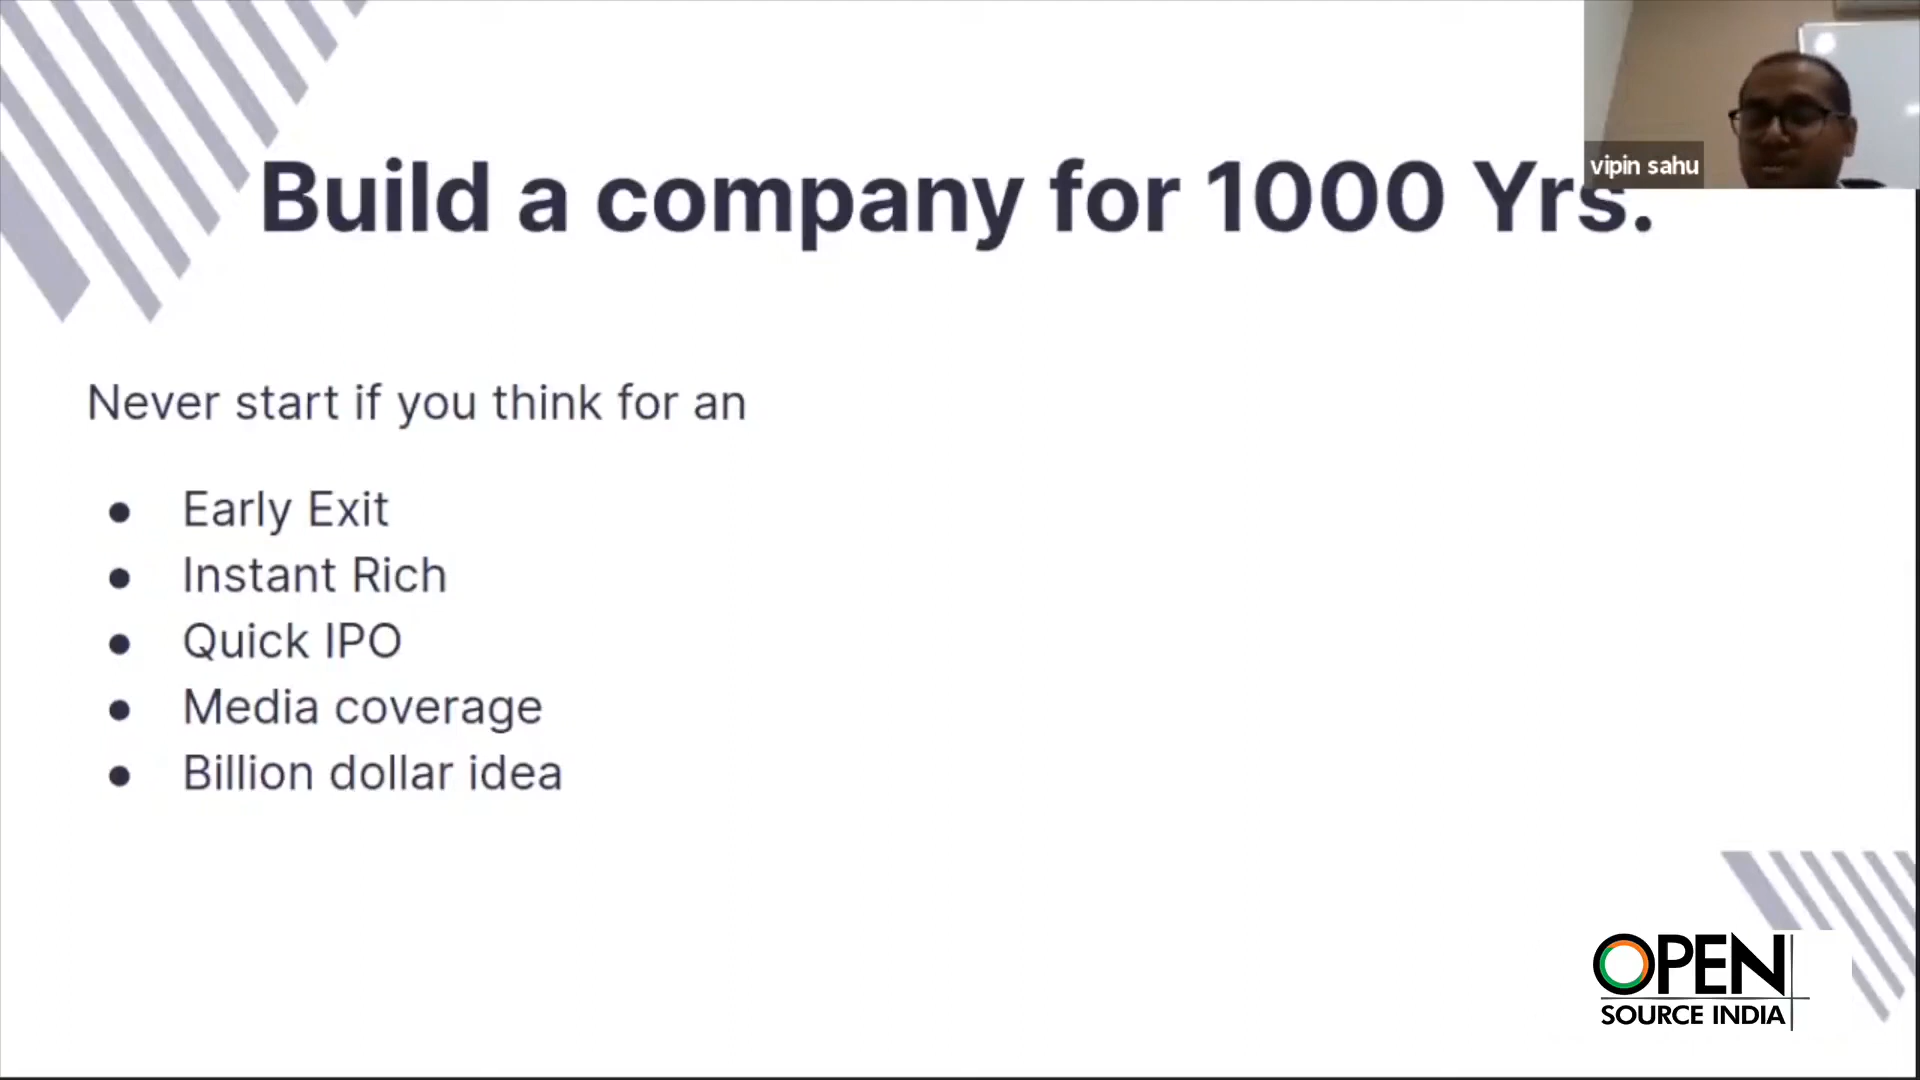 vipin sahu
Build a company for 1000 Yrs.
Never start if you think for an
● Early Exit
● Instant Rich
● Quick IPO
● Media coverage
● Billion dollar idea
OPEN
SOURCE INDIA